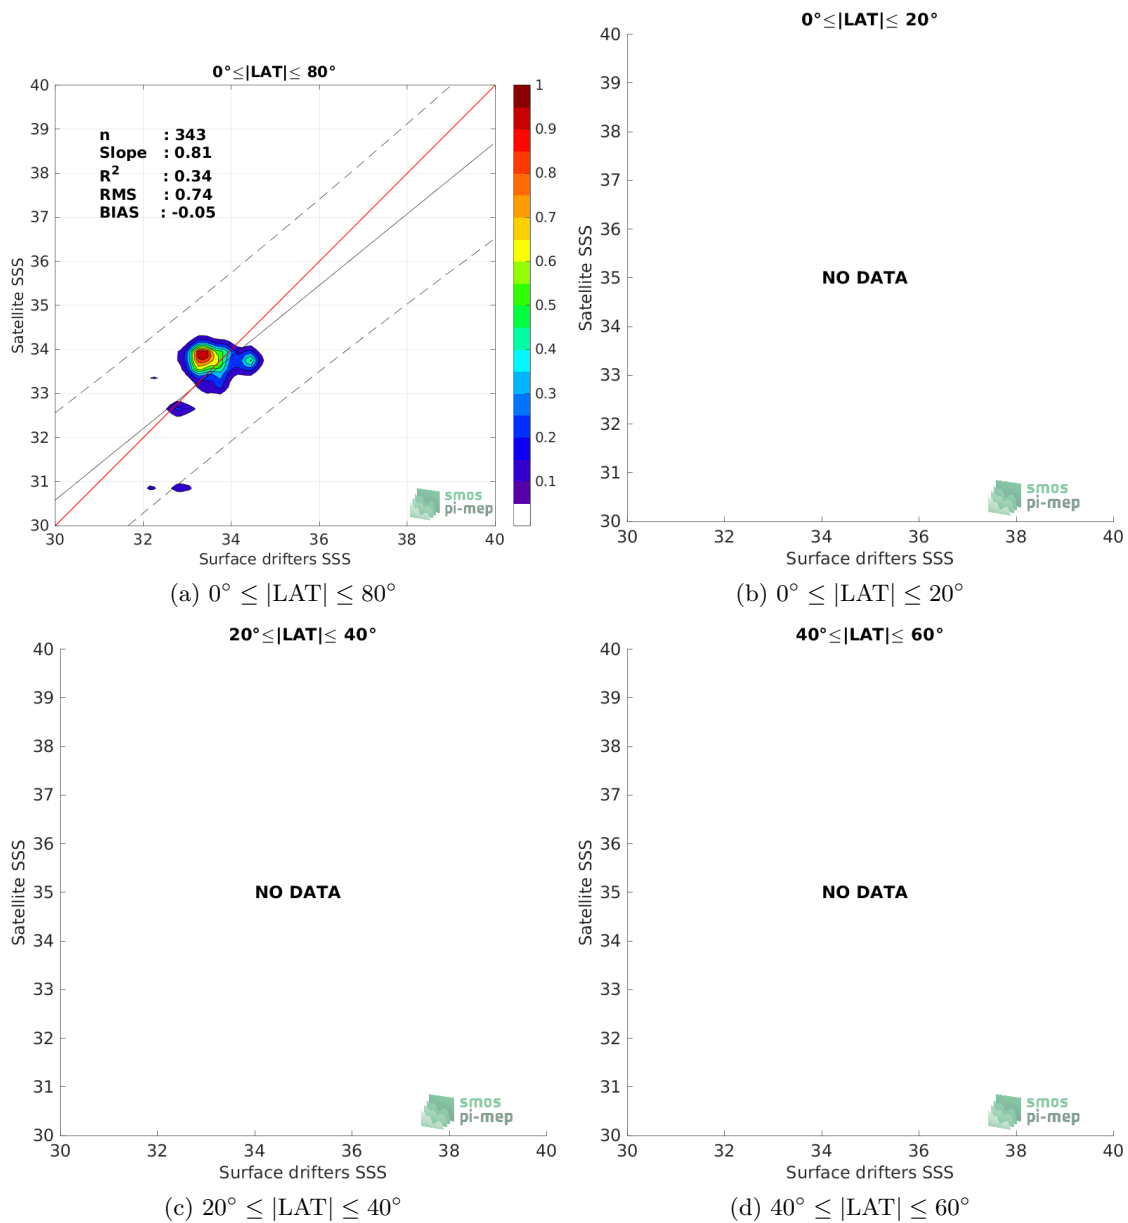 0°≤|LAT|≤ 80°
40
39
38
37
36
35
34
33
32
31
30
Satellite SSS
n : 343
Slope : 0.81
R² : 0.34
RMS : 0.74
BIAS : -0.05
smos
pi-mep
30 32 34 36 38 40
Surface drifters SSS
1
0.9
0.8
0.7
0.6
0.5
0.4
0.3
0.2
0.1
(a) 0° ≤ |LAT| ≤ 80°
0°≤|LAT|≤ 20°
40
39
38
37
36
35
34
33
32
31
30
Satellite SSS
NO DATA
smos
pi-mep
30 32 34 36 38 40
Surface drifters SSS
(b) 0° ≤ |LAT| ≤ 20°
20°≤|LAT|≤ 40°
40
39
38
37
36
35
34
33
32
31
30
Satellite SSS
NO DATA
smos
pi-mep
30 32 34 36 38 40
Surface drifters SSS
(c) 20° ≤ |LAT| ≤ 40°
40°≤|LAT|≤ 60°
40
39
38
37
36
35
34
33
32
31
30
Satellite SSS
NO DATA
smos
pi-mep
30 32 34 36 38 40
Surface drifters SSS
(d) 40° ≤ |LAT| ≤ 60°